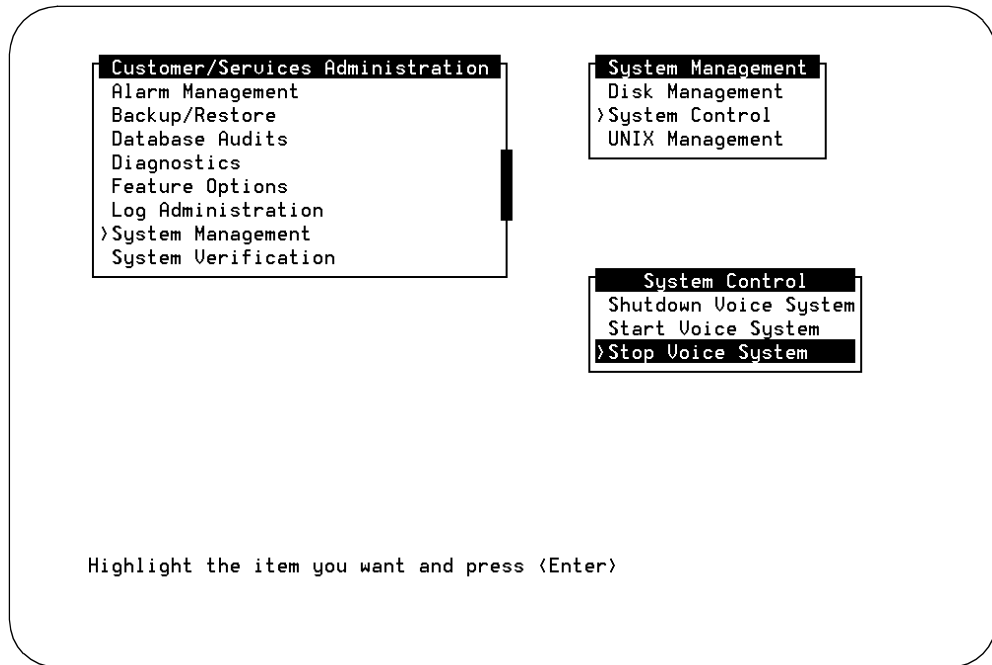 Customer/Services Administration
Alarm Management
Backup/Restore
Database Audits
Diagnostics
Feature Options
Log Administration
>System Management
System Verification
System Management
Disk Management
>System Control
UNIX Management
System Control
Shutdown Voice System
Start Voice System
>Stop Voice System
Highlight the item you want and press <Enter>